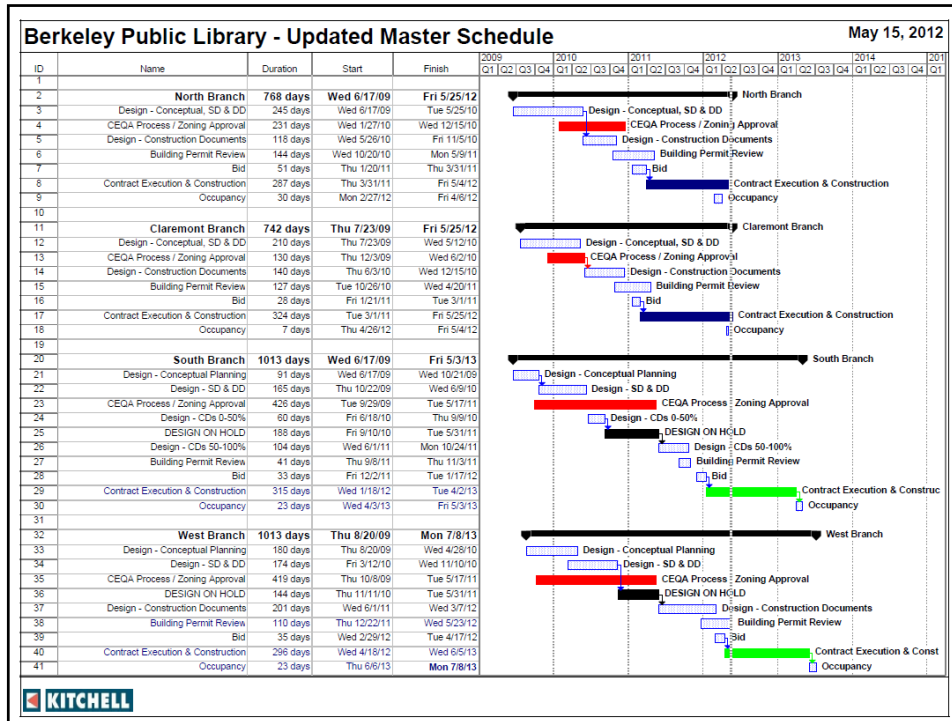 Berkeley Public Library - Updated Master Schedule May 15, 2012
2009 2010 2011 2012 2013 2014 201
ID Name Duration Start Finish Q1 Q2 Q3 Q4 Q1 Q2 Q3 Q4 Q1 Q2 Q3 Q4 Q1 Q2 Q3 Q4 Q1 Q2 Q3 Q4 Q1 Q2 Q3 Q4 Q1
1
2 North Branch 768 days Wed 6/17/09 Fri 5/25/12 North Branch
3 Design - Conceptual, SD & DD 245 days Wed 6/17/09 Tue 5/25/10 Design - Conceptual, SD & DD
4 CEQA Process / Zoning Approval 231 days Wed 1/27/10 Wed 12/15/10 CEQA Process / Zoning Approval
5 Design - Construction Documents 118 days Wed 5/26/10 Fri 11/5/10 Design - Construction Documents
6 Building Permit Review 144 days Wed 10/20/10 Mon 5/9/11 Building Permit Review
7 Bid 51 days Thu 1/20/11 Thu 3/31/11 Bid
8 Contract Execution & Construction 287 days Thu 3/31/11 Fri 5/4/12 Contract Execution & Construction
9 Occupancy 30 days Mon 2/27/12 Fri 4/6/12 Occupancy
10
11 Claremont Branch 742 days Thu 7/23/09 Fri 5/25/12 Claremont Branch
12 Design - Conceptual, SD & DD 210 days Thu 7/23/09 Wed 5/12/10 Design - Conceptual, SD & DD
13 CEQA Process / Zoning Approval 130 days Thu 12/3/09 Wed 6/2/10 CEQA Process / Zoning Approval
14 Design - Construction Documents 140 days Thu 6/3/10 Wed 12/15/10 Design - Construction Documents
15 Building Permit Review 127 days Tue 10/26/10 Wed 4/20/11 Building Permit Review
16 Bid 28 days Fri 1/21/11 Tue 3/1/11 Bid
17 Contract Execution & Construction 324 days Tue 3/1/11 Fri 5/25/12 Contract Execution & Construction
18 Occupancy 7 days Thu 4/26/12 Fri 5/4/12 Occupancy
19
20 South Branch 1013 days Wed 6/17/09 Fri 5/3/13 South Branch
21 Design - Conceptual Planning 91 days Wed 6/17/09 Wed 10/21/09 Design - Conceptual Planning
22 Design - SD & DD 165 days Thu 10/22/09 Wed 6/9/10 Design - SD & DD
23 CEQA Process / Zoning Approval 426 days Tue 9/29/09 Tue 5/17/11 CEQA Process / Zoning Approval
24 Design - CDs 0-50% 60 days Fri 6/18/10 Thu 9/9/10 Design - CDs 0-50%
25 DESIGN ON HOLD 188 days Fri 9/10/10 Tue 5/31/11 DESIGN ON HOLD
26 Design - CDs 50-100% 104 days Wed 6/1/11 Mon 10/24/11 Design - CDs 50-100%
27 Building Permit Review 41 days Thu 9/8/11 Thu 11/3/11 Building Permit Review
28 Bid 33 days Fri 12/2/11 Tue 1/17/12 Bid
29 Contract Execution & Construction 315 days Wed 1/18/12 Tue 4/2/13 Contract Execution & Construc
30 Occupancy 23 days Wed 4/3/13 Fri 5/3/13 Occupancy
31
32 West Branch 1013 days Thu 8/20/09 Mon 7/8/13 West Branch
33 Design - Conceptual Planning 180 days Thu 8/20/09 Wed 4/28/10 Design - Conceptual Planning
34 Design - SD & DD 174 days Fri 3/12/10 Wed 11/10/10 Design - SD & DD
35 CEQA Process / Zoning Approval 419 days Thu 10/8/09 Tue 5/17/11 CEQA Process / Zoning Approval
36 DESIGN ON HOLD 144 days Thu 11/11/10 Tue 5/31/11 DESIGN ON HOLD
37 Design - Construction Documents 201 days Wed 6/1/11 Wed 3/7/12 Design - Construction Documents
38 Building Permit Review 110 days Thu 12/22/11 Wed 5/23/12 Building Permit Review
39 Bid 35 days Wed 2/29/12 Tue 4/17/12 Bid
40 Contract Execution & Construction 296 days Wed 4/18/12 Wed 6/5/13 Contract Execution & Const
41 Occupancy 23 days Thu 6/6/13 Mon 7/8/13 Occupancy
KITCHELL